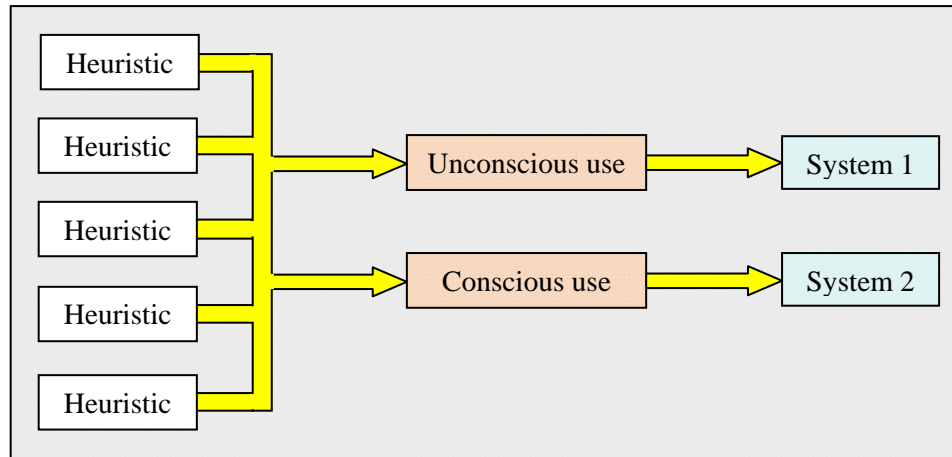 Heuristic
Heuristic
Heuristic
Heuristic
Heuristic
Unconscious use
Conscious use
System 1
System 2